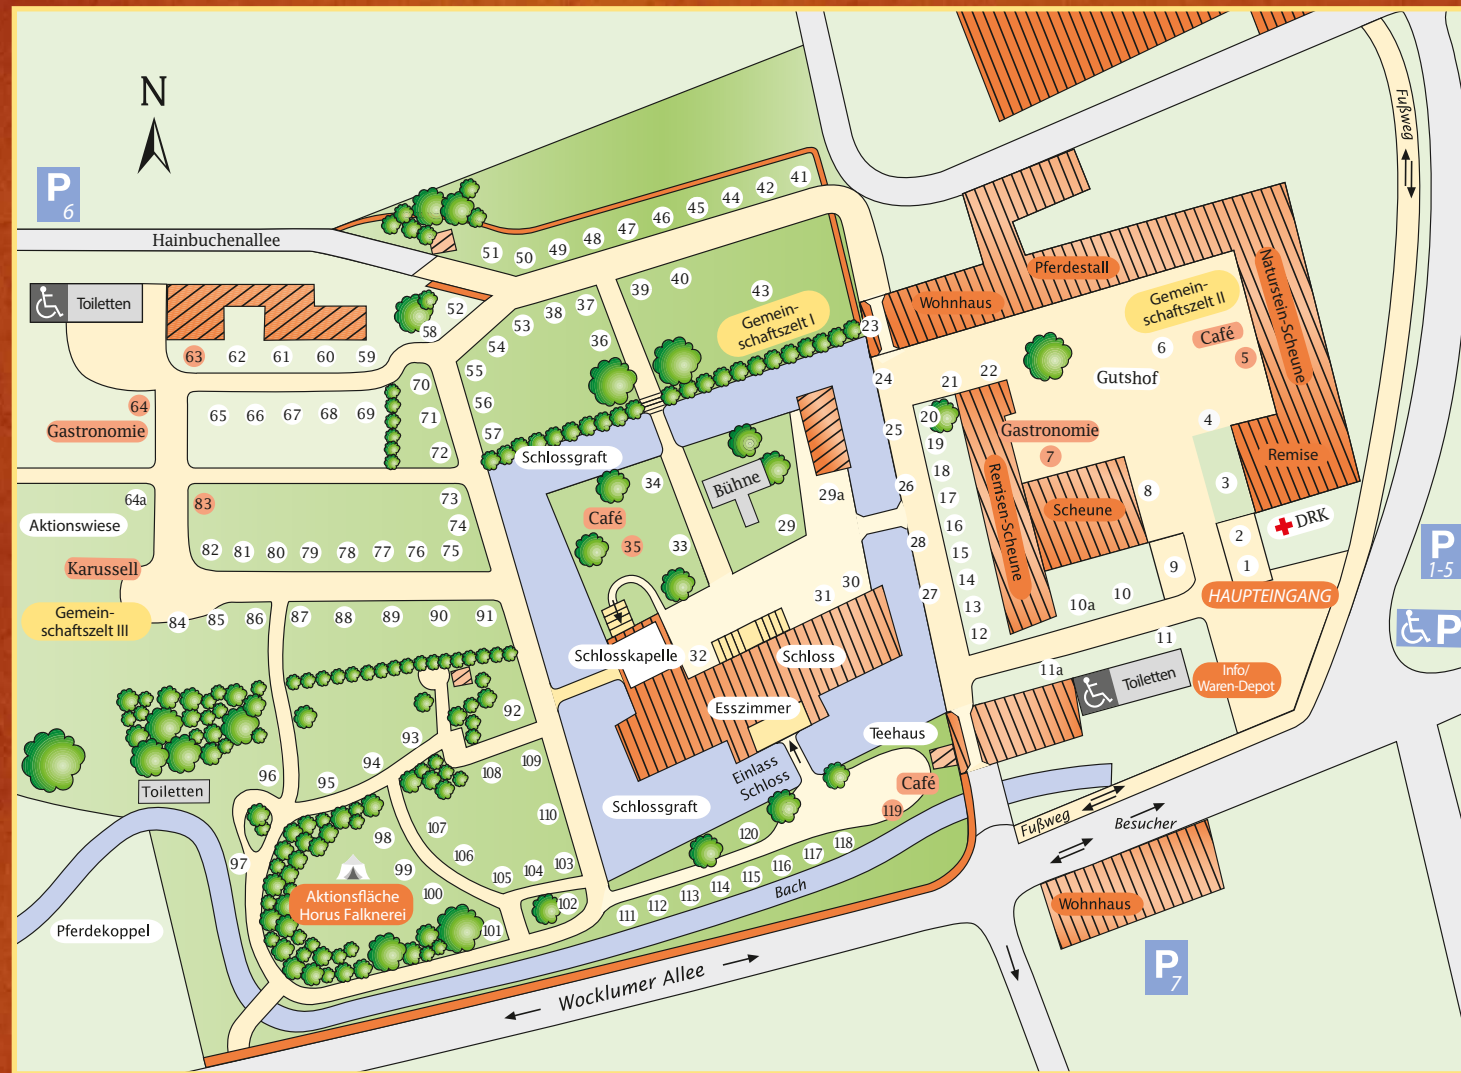 N
P
6
Hainbuchenallee
Toiletten
63
62
61
60
59
58
52
51
50
49
48
47
46
45
44
42
41
43
40
39
37
38
53
54
55
56
57
36
Gemein-
schaftszelt I
23
Wohnhaus
Pferdestall
Gemein-
schaftszelt II
Naturstein-Scheune
Café
5
6
Gutshof
Fußweg
64
Gastronomie
65
66
67
68
69
70
71
72
24
25
26
28
27
22
21
20
19
18
17
16
15
14
13
12
Gastronomie
7
Remisen-Scheune
Scheune
8
4
3
Remise
2
1
DRK
9
10
10a
HAUPTEINGANG
P
1-5
P
11
11a
Toiletten
Info/
Waren-Depot
64a
Aktionswiese
Karussell
Gemein-
schaftszelt III
83
82
81
80
79
78
77
76
75
74
73
84
85
86
87
88
89
90
91
Schlossgraft
34
Café
35
33
Bühne
29a
29
30
31
32
Schlosskapelle
Schloss
Esszimmer
Einlass
Schloss
Schlossgraft
Teehaus
Café
119
120
92
93
94
95
96
97
98
99
100
101
102
103
104
105
106
107
108
109
110
111
112
113
114
115
116
117
118
Toiletten
Aktionsfläche
Horus Falknerei
Pferdekoppel
Bach
Wocklumer Allee
Fußweg
Besucher
Wohnhaus
P
7